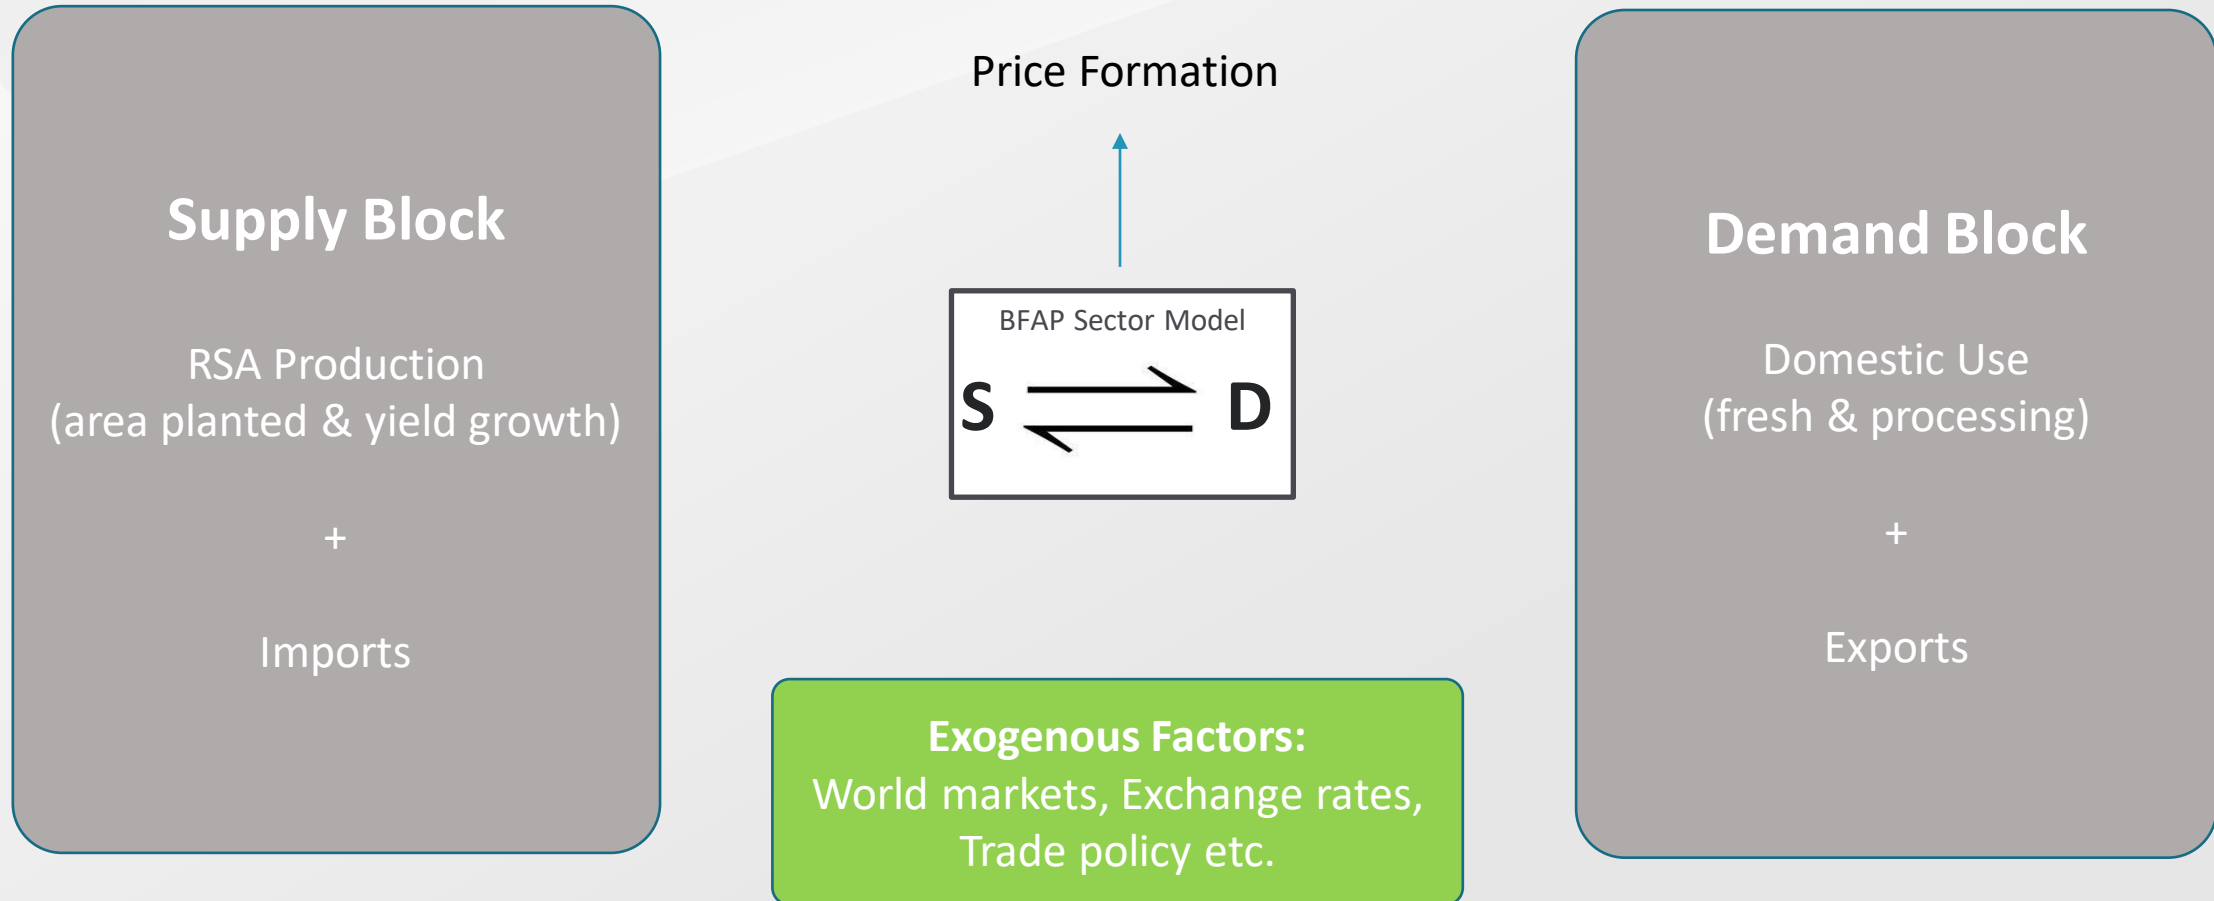 Supply Block
RSA Production
(area planted & yield growth)
+
Imports
Price Formation
BFAP Sector Model
S
D
Exogenous Factors:
World markets, Exchange rates,
Trade policy etc.
Demand Block
Domestic Use
(fresh & processing)
+
Exports